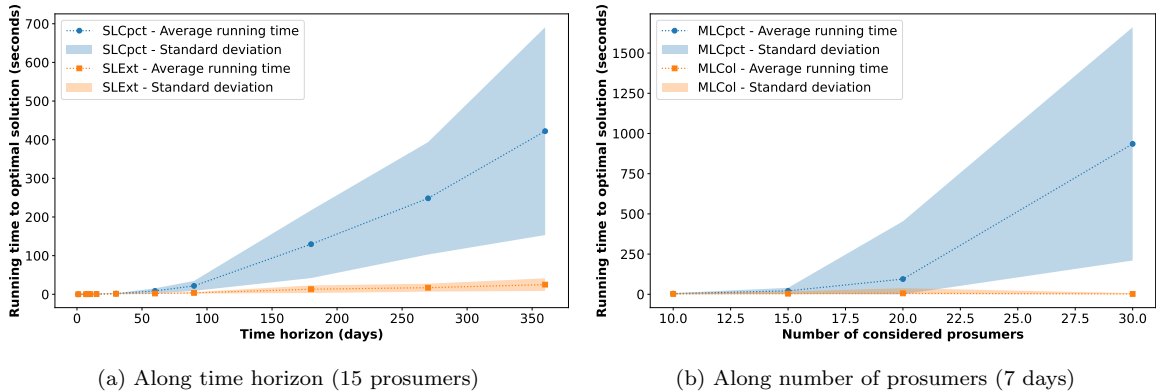 Running time to optimal solution (seconds)
700
600
500
400
300
200
100
0
SLCpct - Average running time
SLCpct - Standard deviation
SLExt - Average running time
SLExt - Standard deviation
0 50 100 150 200 250 300 350
Time horizon (days)
(a) Along time horizon (15 prosumers)
Running time to optimal solution (seconds)
1500
1250
1000
750
500
250
0
MLCpct - Average running time
MLCpct - Standard deviation
MLCol - Average running time
MLCol - Standard deviation
10.0 12.5 15.0 17.5 20.0 22.5 25.0 27.5 30.0
Number of considered prosumers
(b) Along number of prosumers (7 days)